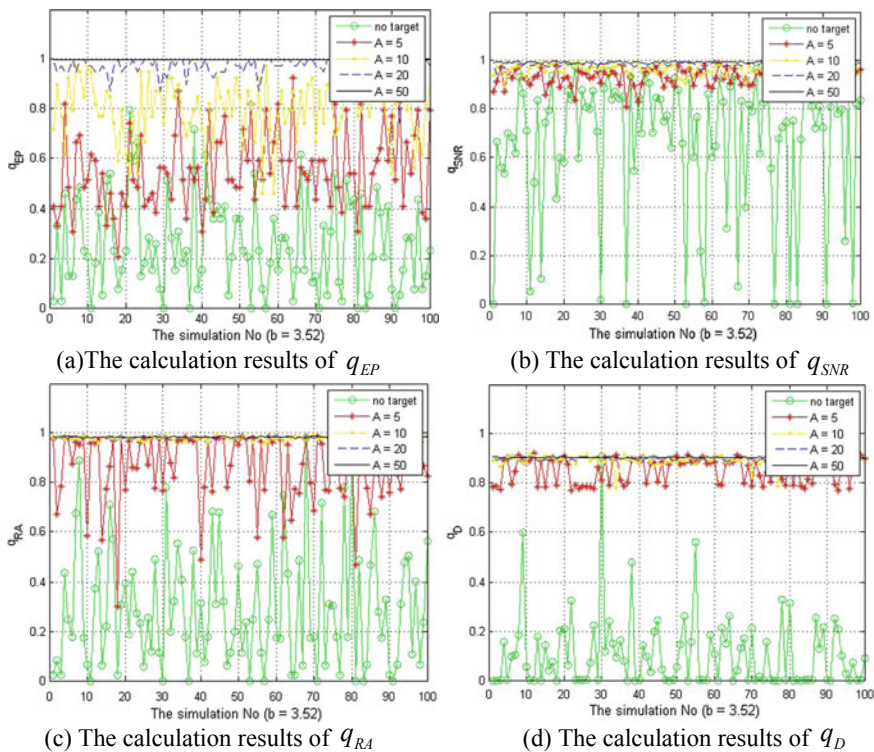 no target
A = 5
A = 10
A = 20
A = 50
1
0.8
0.6
0.4
0.2
0
q_EP
0 10 20 30 40 50 60 70 80 90 100
The simulation No (b = 3.52)
(a)The calculation results of q_EP
no target
A = 5
A = 10
A = 20
A = 50
1
0.8
0.6
0.4
0.2
0
q_SNR
0 10 20 30 40 50 60 70 80 90 100
The simulation No (b = 3.52)
(b) The calculation results of q_SNR
no target
A = 5
A = 10
A = 20
A = 50
1
0.8
0.6
0.4
0.2
0
q_RA
0 10 20 30 40 50 60 70 80 90 100
The simulation No (b = 3.52)
(c) The calculation results of q_RA
no target
A = 5
A = 10
A = 20
A = 50
1
0.8
0.6
0.4
0.2
0
q_D
0 10 20 30 40 50 60 70 80 90 100
The simulation No (b = 3.52)
(d) The calculation results of q_D